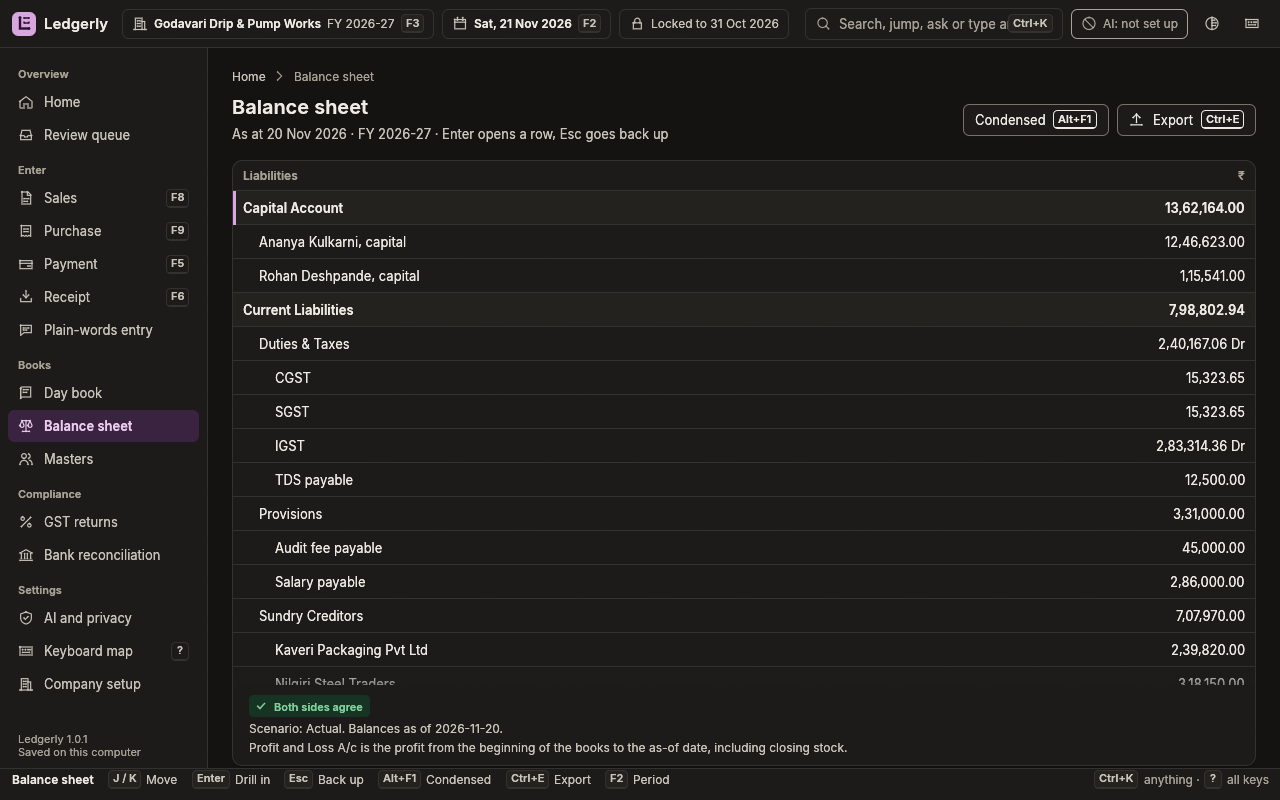 Ledgerly
Godavari Drip & Pump Works FY 2026-27 F3
Sat, 21 Nov 2026 F2
Locked to 31 Oct 2026
Search, jump, ask or type a Ctrl+K
AI: not set up
Overview
Home
Review queue
Enter
Sales F8
Purchase F9
Payment F5
Receipt F6
Plain-words entry
Books
Day book
Balance sheet
Masters
Compliance
GST returns
Bank reconciliation
Settings
AI and privacy
Keyboard map ?
Company setup
Ledgerly 1.0.1
Saved on this computer
Home > Balance sheet
Balance sheet
As at 20 Nov 2026 · FY 2026-27 · Enter opens a row, Esc goes back up
Condensed Alt+F1
Export Ctrl+E
Liabilities ₹
Capital Account 13,62,164.00
Ananya Kulkarni, capital 12,46,623.00
Rohan Deshpande, capital 1,15,541.00
Current Liabilities 7,98,802.94
Duties & Taxes 2,40,167.06 Dr
CGST 15,323.65
SGST 15,323.65
IGST 2,83,314.36 Dr
TDS payable 12,500.00
Provisions 3,31,000.00
Audit fee payable 45,000.00
Salary payable 2,86,000.00
Sundry Creditors 7,07,970.00
Kaveri Packaging Pvt Ltd 2,39,820.00
Nilgiri Steel Traders 3,18,150.00
Both sides agree
Scenario: Actual. Balances as of 2026-11-20.
Profit and Loss A/c is the profit from the beginning of the books to the as-of date, including closing stock.
Balance sheet J / K Move Enter Drill in Esc Back up Alt+F1 Condensed Ctrl+E Export F2 Period
Ctrl+K anything · ? all keys